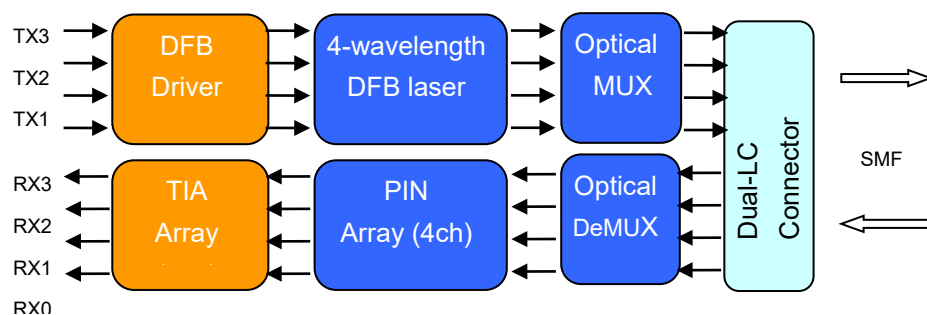 TX3
TX2
TX1
DFB
Driver
4-wavelength
DFB laser
Optical
MUX
RX3
RX2
RX1
RX0
TIA
Array
PIN
Array (4ch)
Optical
DeMUX
Dual-LC
Connector
SMF